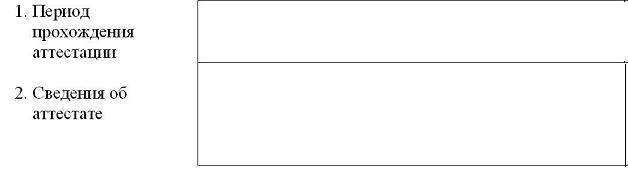 1. Период
прохождения
аттестации
2. Сведения об
аттестате